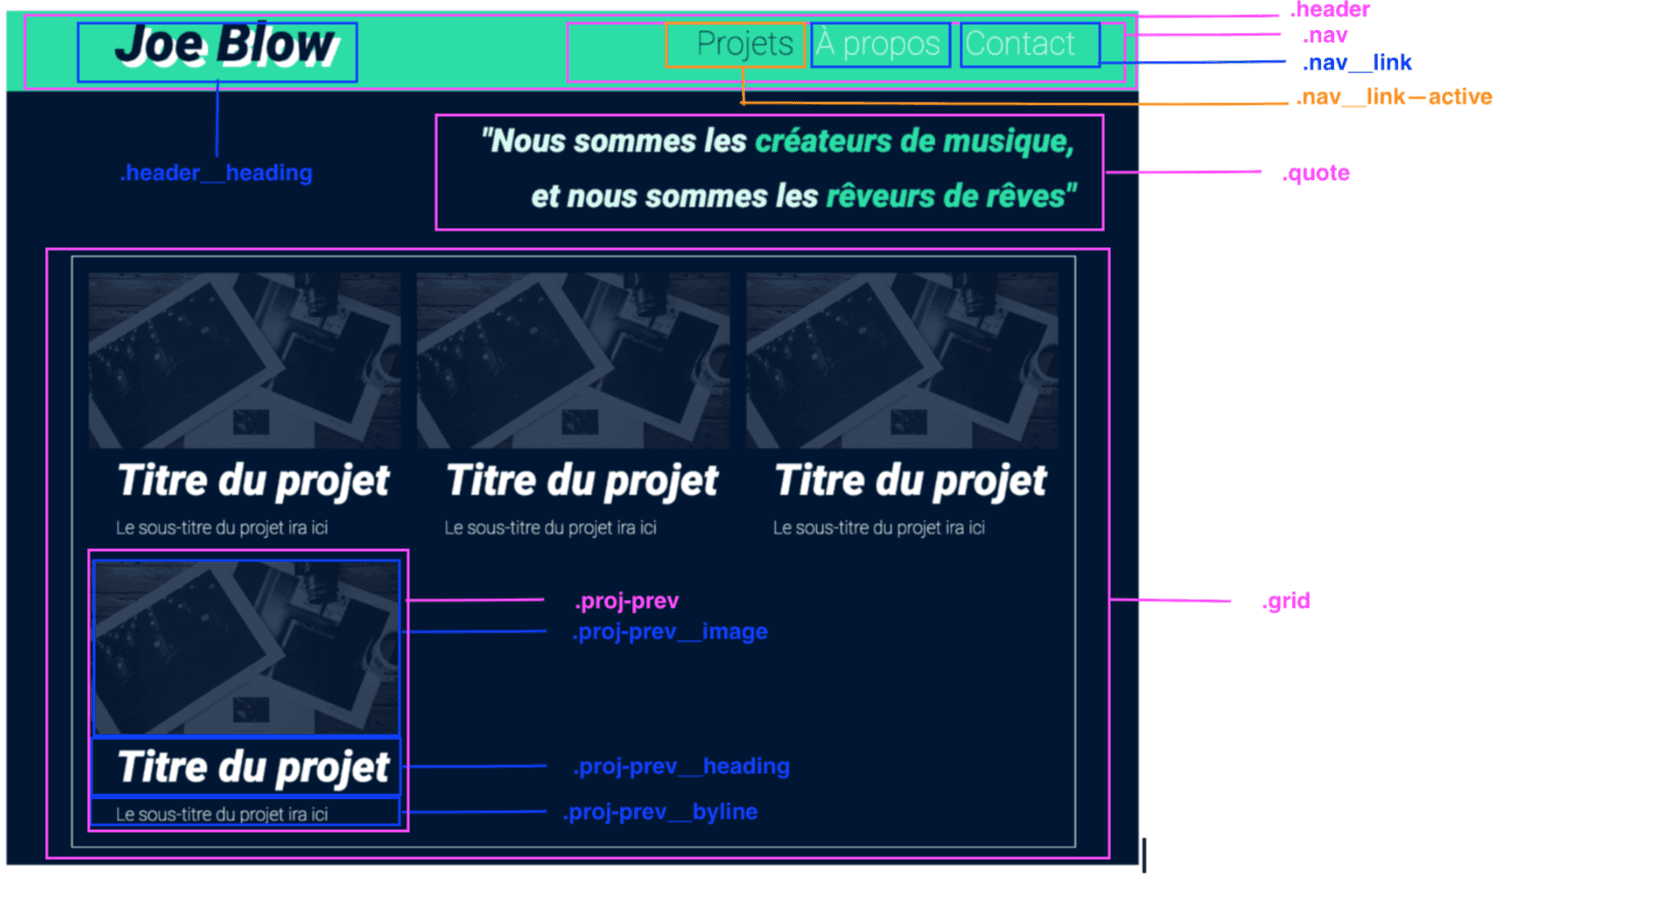 .header
Joe Blow
Projets
À propos
Contact
.nav
.nav__link
.nav__link—active
"Nous sommes les créateurs de musique,
.header__heading
.quote
et nous sommes les rêveurs de rêves"
Titre du projet
Titre du projet
Titre du projet
Le sous-titre du projet ira ici
Le sous-titre du projet ira ici
Le sous-titre du projet ira ici
.proj-prev
.grid
.proj-prev__image
Titre du projet
.proj-prev__heading
Le sous-titre du projet ira ici
.proj-prev__byline